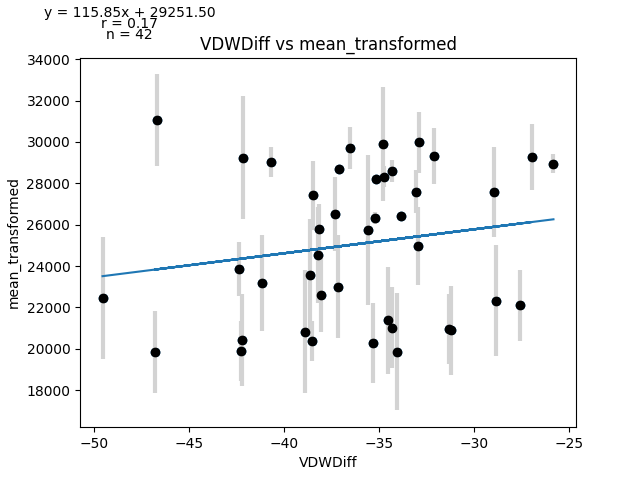 y = 115.85x + 29251.50
r = 0.17
n = 42
VDWDiff vs mean_transformed
34000
32000
30000
28000
26000
24000
22000
20000
18000
mean_transformed
−50
−45
−40
−35
−30
−25
VDWDiff